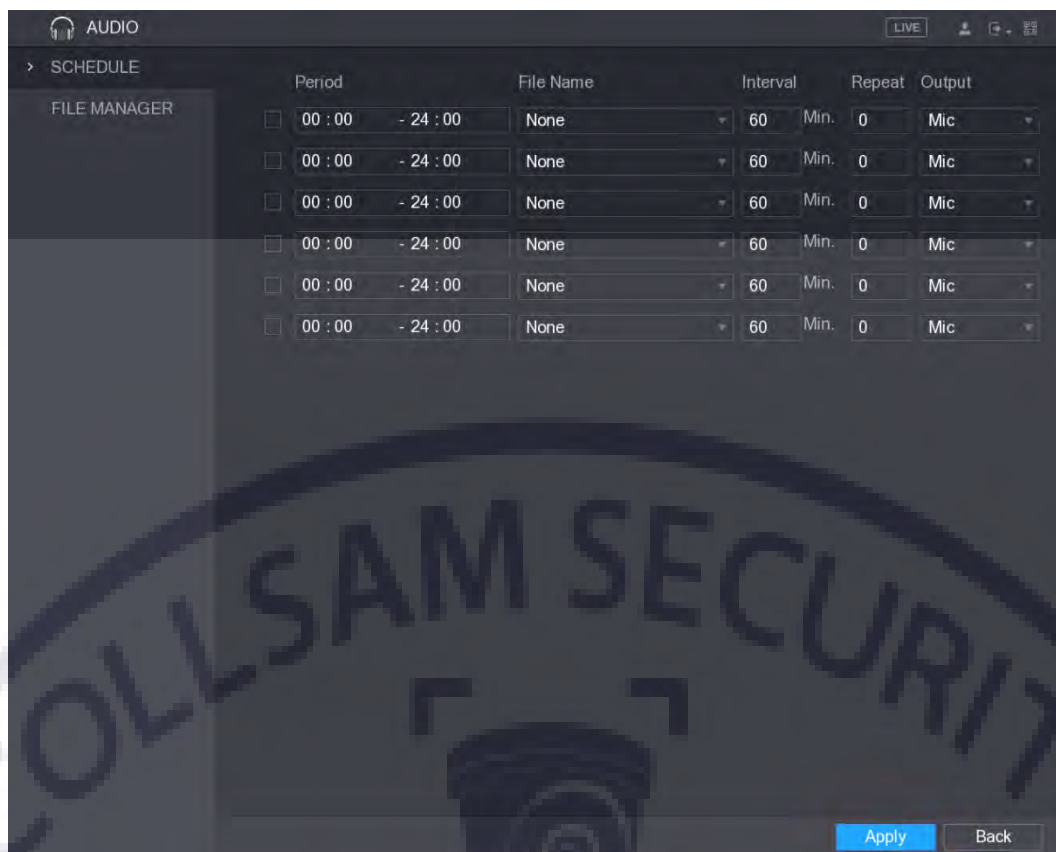 AUDIO LIVE
SCHEDULE
FILE MANAGER
Period File Name Interval Repeat Output
00 : 00 - 24 : 00 None 60 Min. 0 Mic
00 : 00 - 24 : 00 None 60 Min. 0 Mic
00 : 00 - 24 : 00 None 60 Min. 0 Mic
00 : 00 - 24 : 00 None 60 Min. 0 Mic
00 : 00 - 24 : 00 None 60 Min. 0 Mic
00 : 00 - 24 : 00 None 60 Min. 0 Mic
OLLSAM SECURIT
Apply Back